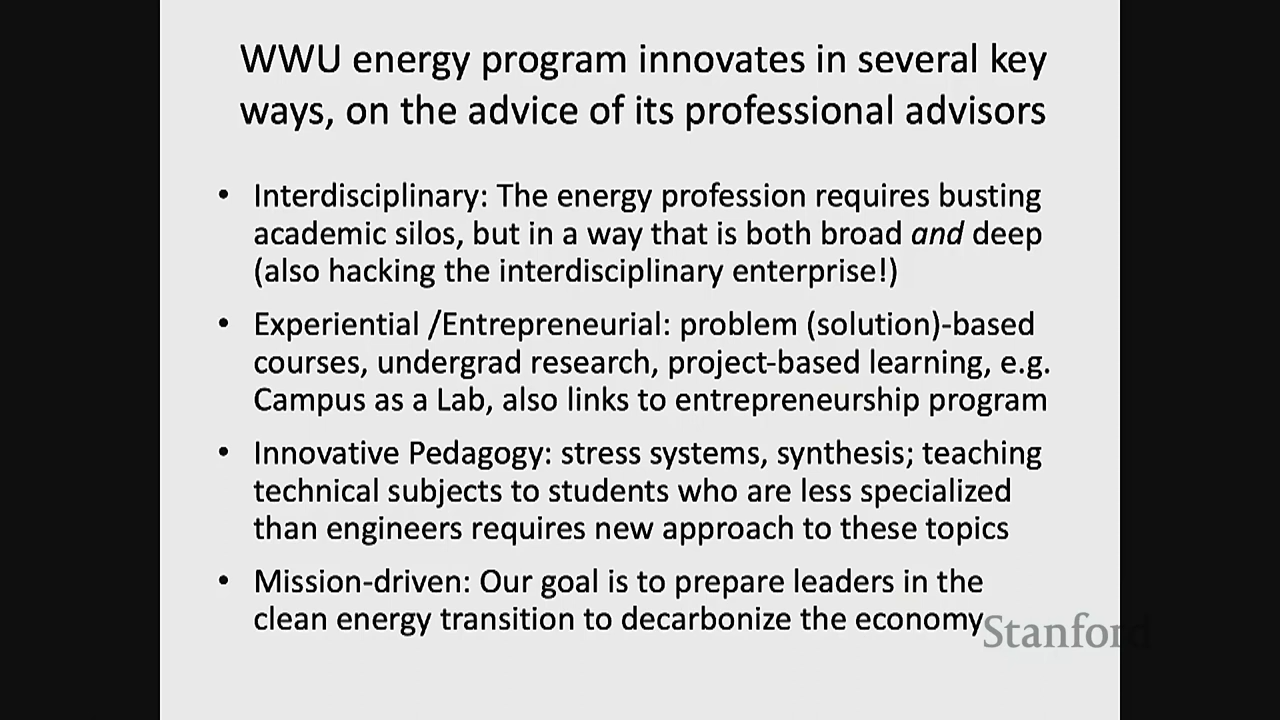 WWU energy program innovates in several key
ways, on the advice of its professional advisors
• Interdisciplinary: The energy profession requires busting
academic silos, but in a way that is both broad and deep
(also hacking the interdisciplinary enterprise!)
• Experiential /Entrepreneurial: problem (solution)-based
courses, undergrad research, project-based learning, e.g.
Campus as a Lab, also links to entrepreneurship program
• Innovative Pedagogy: stress systems, synthesis; teaching
technical subjects to students who are less specialized
than engineers requires new approach to these topics
• Mission-driven: Our goal is to prepare leaders in the
clean energy transition to decarbonize the economy
Stanford